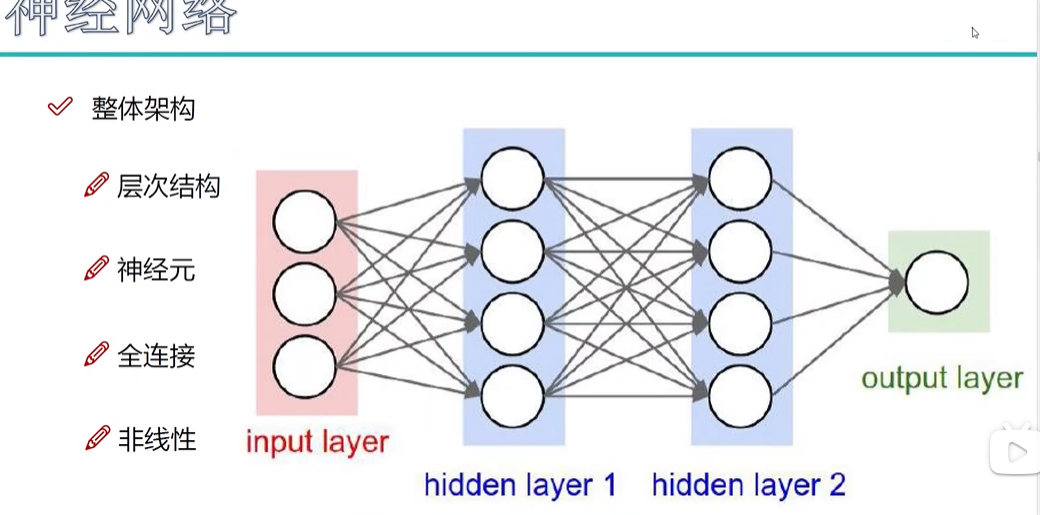 神经网络
整体架构
层次结构
神经元
全连接
非线性
input layer
hidden layer 1
hidden layer 2
output layer